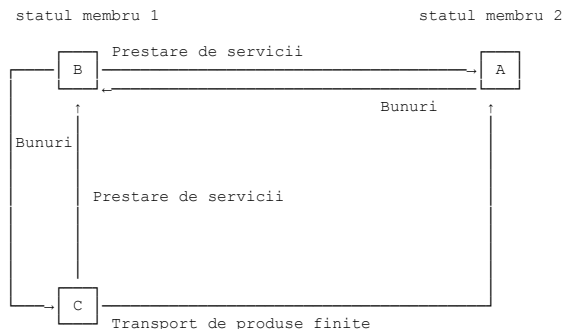 statul membru 1
statul membru 2
Prestare de servicii
B
A
Bunuri
Bunuri
Prestare de servicii
C
Transport de produse finite